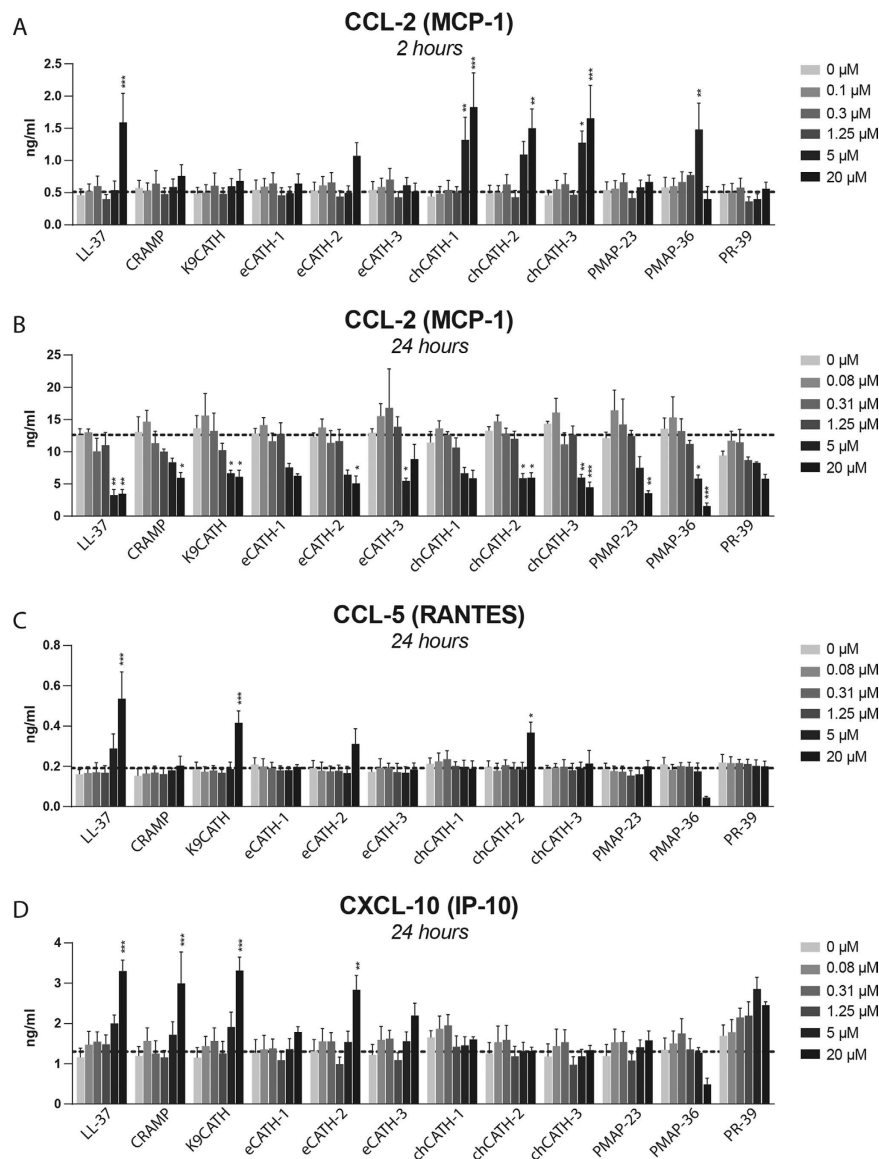 A
CCL-2 (MCP-1)
2 hours
ng/ml
2.5
2.0
1.5
1.0
0.5
0.0
***
** ***
**
* ***
**
LL-37 CRAMP K9CATH eCATH-1 eCATH-2 eCATH-3 chCATH-1 chCATH-2 chCATH-3 PMAP-23 PMAP-36 PR-39
0 µM
0.1 µM
0.3 µM
1.25 µM
5 µM
20 µM
B
CCL-2 (MCP-1)
24 hours
ng/ml
25
20
15
10
5
0
** **
*
* *
*
*
* *
** ***
**
* ***
LL-37 CRAMP K9CATH eCATH-1 eCATH-2 eCATH-3 chCATH-1 chCATH-2 chCATH-3 PMAP-23 PMAP-36 PR-39
0 µM
0.08 µM
0.31 µM
1.25 µM
5 µM
20 µM
C
CCL-5 (RANTES)
24 hours
ng/ml
0.8
0.6
0.4
0.2
0.0
***
***
*
LL-37 CRAMP K9CATH eCATH-1 eCATH-2 eCATH-3 chCATH-1 chCATH-2 chCATH-3 PMAP-23 PMAP-36 PR-39
0 µM
0.08 µM
0.31 µM
1.25 µM
5 µM
20 µM
D
CXCL-10 (IP-10)
24 hours
ng/ml
4
3
2
1
0
***
***
***
**
LL-37 CRAMP K9CATH eCATH-1 eCATH-2 eCATH-3 chCATH-1 chCATH-2 chCATH-3 PMAP-23 PMAP-36 PR-39
0 µM
0.08 µM
0.31 µM
1.25 µM
5 µM
20 µM